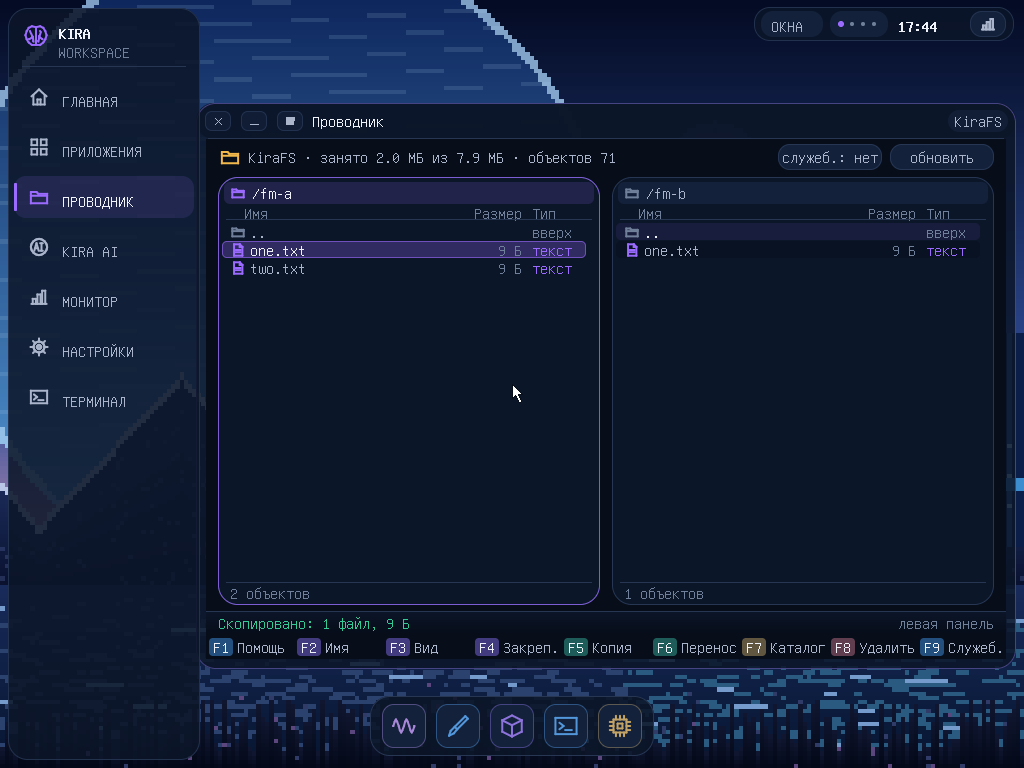 KIRA
WORKSPACE
ГЛАВНАЯ
ПРИЛОЖЕНИЯ
ПРОВОДНИК
KIRA AI
МОНИТОР
НАСТРОЙКИ
ТЕРМИНАЛ
ОКНА
17:44
Проводник
KiraFS
KiraFS · занято 2.0 МБ из 7.9 МБ · объектов 71
служеб.: нет
обновить
/fm-a
Имя Размер Тип
.. вверх
one.txt 9 Б текст
two.txt 9 Б текст
2 объектов
/fm-b
Имя Размер Тип
.. вверх
one.txt 9 Б текст
1 объектов
Скопировано: 1 файл, 9 Б
левая панель
F1 Помощь F2 Имя F3 Вид F4 Закреп. F5 Копия F6 Перенос F7 Каталог F8 Удалить F9 Служеб.